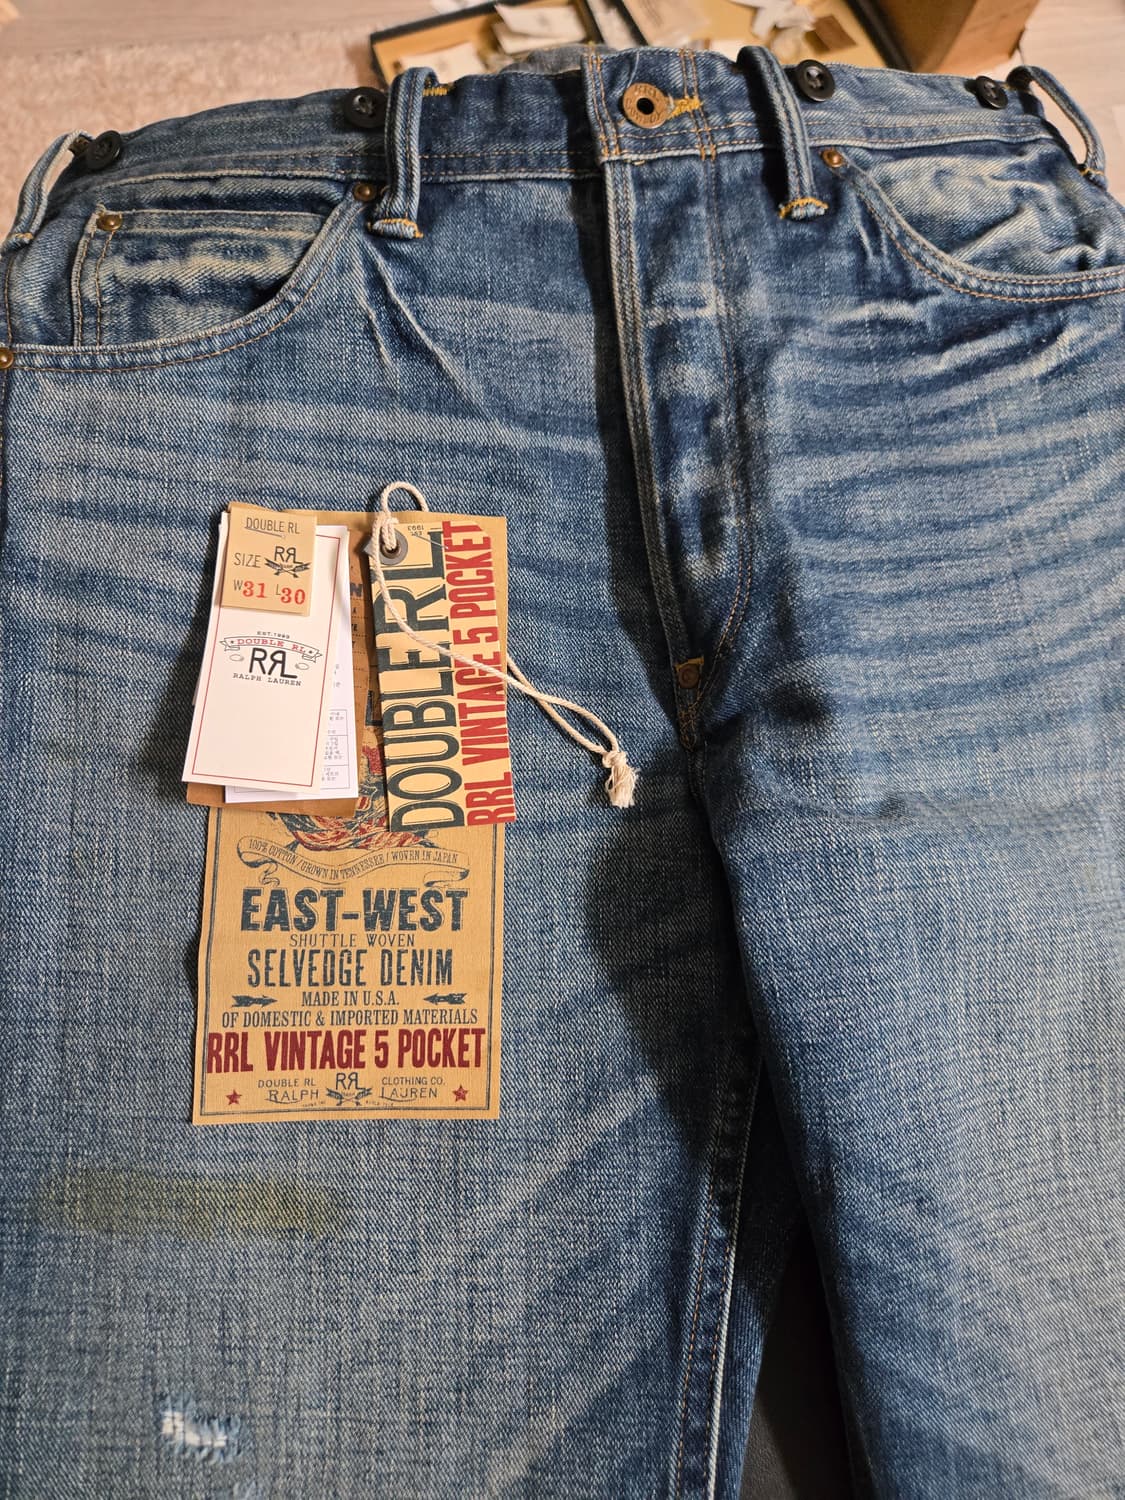 DOUBLE RL
SIZE RRL
W31 L30
EST.1993
DOUBLE RL
RRL
RALPH LAUREN
DOUBLE RL
RRL VINTAGE 5 POCKET
100% COTTON / GROWN IN TENNESSEE / WOVEN IN JAPAN
EAST-WEST
SHUTTLE WOVEN
SELVEDGE DENIM
MADE IN U.S.A.
OF DOMESTIC & IMPORTED MATERIALS
RRL VINTAGE 5 POCKET
DOUBLE RL RRL CLOTHING CO.
RALPH LAUREN